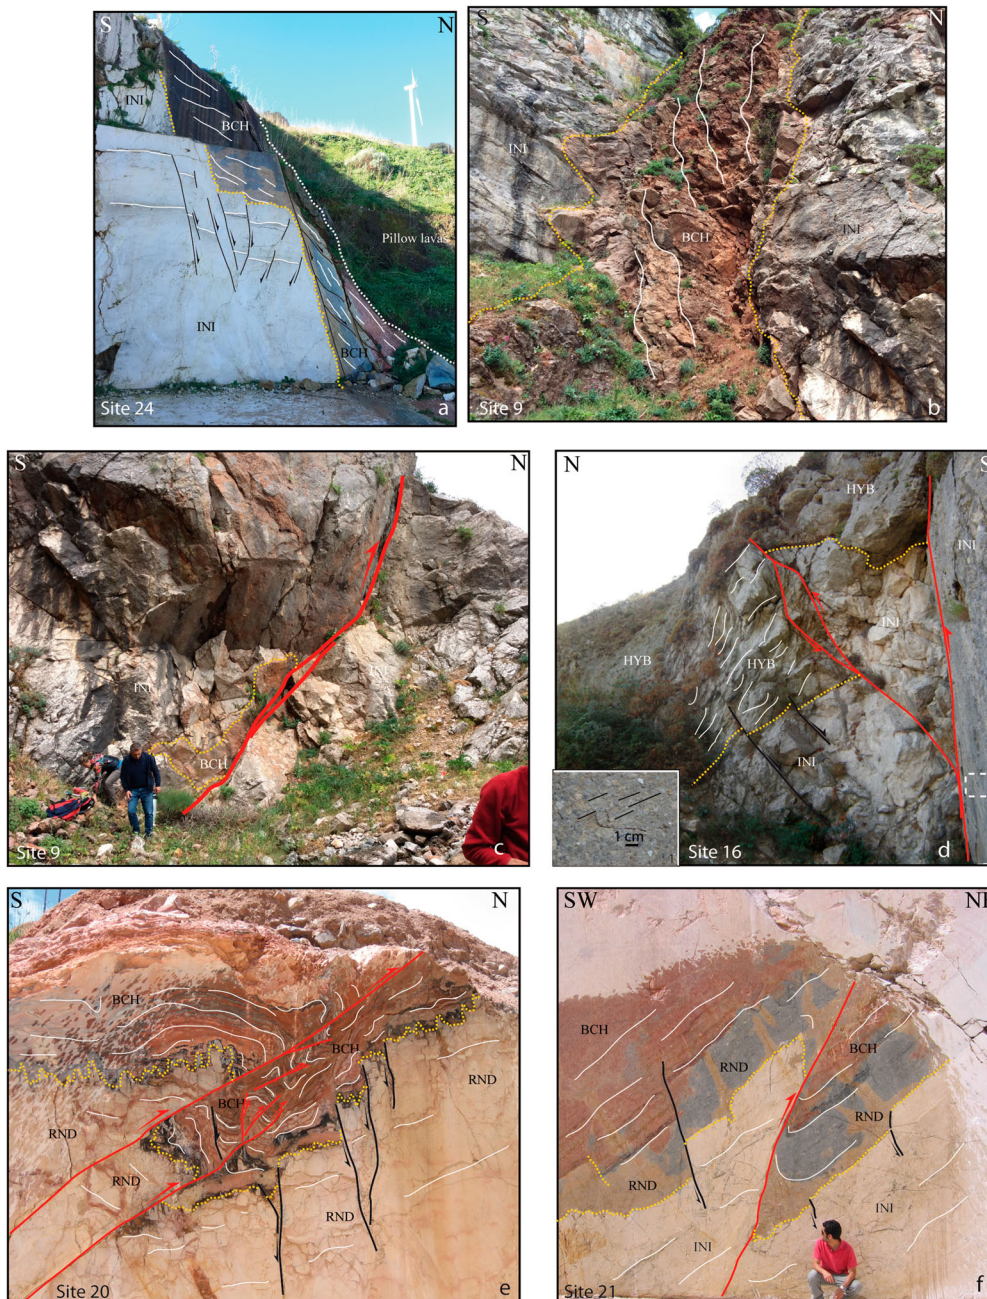 S N
INI
BCH
Pillow lavas
INI
BCH
Site 24 a
S N
INI
BCH
INI
Site 9 b
S N
INI
BCH
Site 9 c
N S
HYB
INI
INI
HYB
HYB
INI
1 cm
Site 16 d
S N
BCH
BCH
RND
BCH
RND
RND
RND
Site 20 e
SW
BCH
BCH
RND
RND
RND
INI
INI
Site 21 f